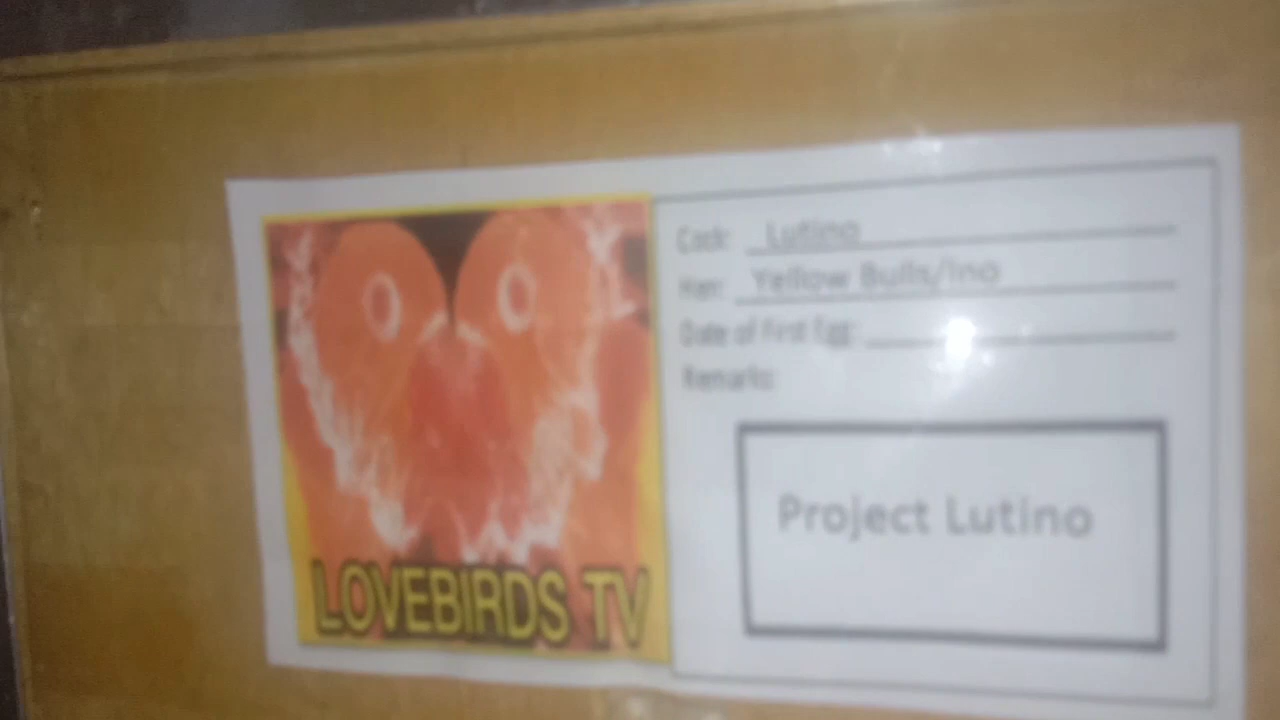 Cock: Lutino
Hen: Yellow Bulls/Ino
Date of First Egg:
Remarks:
Project Lutino
LOVEBIRDS TV